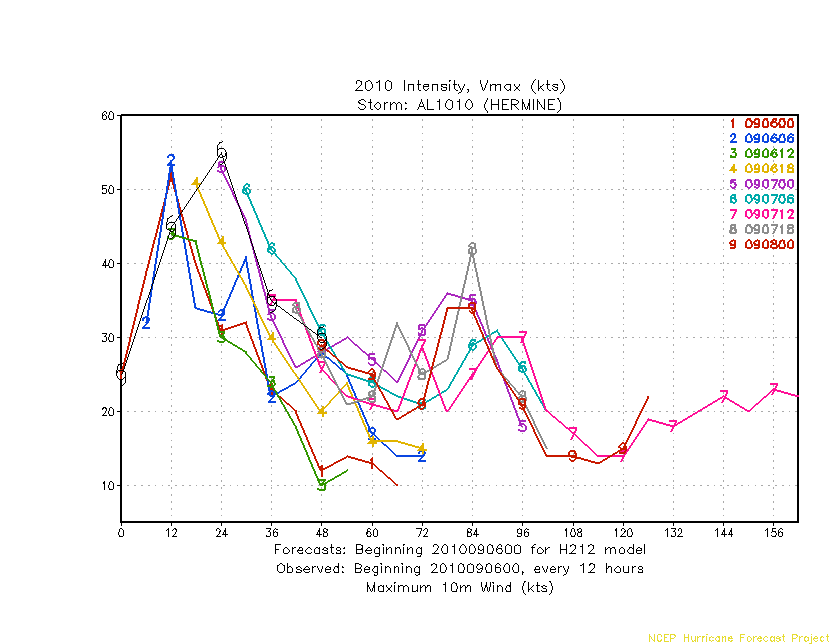 2010 Intensity, Vmax (kts)
Storm: AL1010 (HERMINE)
60
50
40
30
20
10
1 090600
2 090606
3 090612
4 090618
5 090700
6 090706
7 090712
8 090718
9 090800
0 12 24 36 48 60 72 84 96 108 120 132 144 156
Forecasts: Beginning 2010090600 for H212 model
Observed: Beginning 2010090600, every 12 hours
Maximum 10m Wind (kts)
NCEP Hurricane Forecast Project